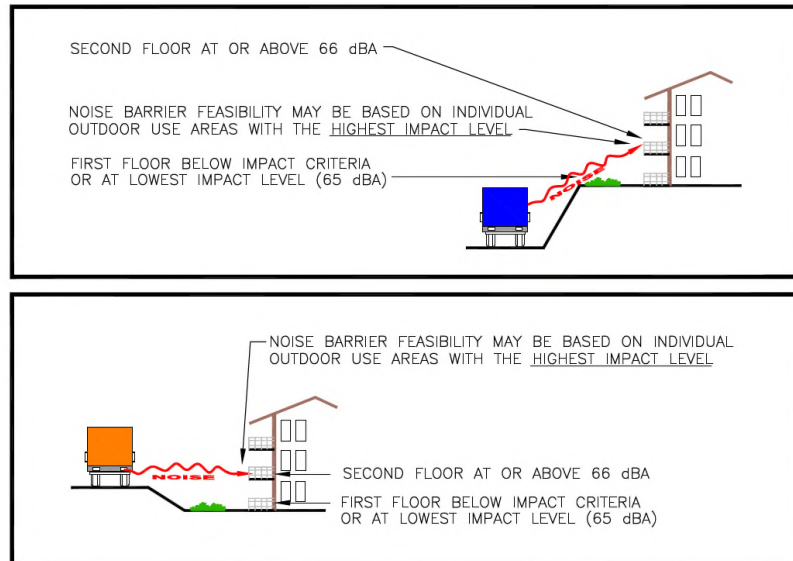 SECOND FLOOR AT OR ABOVE 66 dBA
NOISE BARRIER FEASIBILITY MAY BE BASED ON INDIVIDUAL
OUTDOOR USE AREAS WITH THE HIGHEST IMPACT LEVEL
FIRST FLOOR BELOW IMPACT CRITERIA
OR AT LOWEST IMPACT LEVEL (65 dBA)
NOISE
NOISE BARRIER FEASIBILITY MAY BE BASED ON INDIVIDUAL
OUTDOOR USE AREAS WITH THE HIGHEST IMPACT LEVEL
NOISE
SECOND FLOOR AT OR ABOVE 66 dBA
FIRST FLOOR BELOW IMPACT CRITERIA
OR AT LOWEST IMPACT LEVEL (65 dBA)